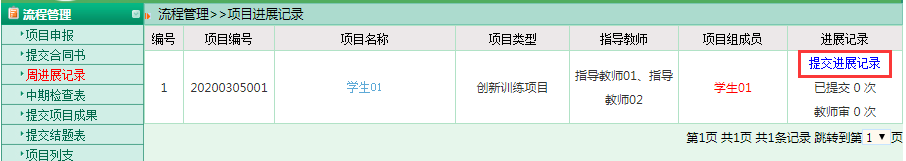 流程管理
项目申报
提交合同书
周进展记录
中期检查表
提交项目成果
提交结题表
项目列支
流程管理>>项目进展记录
编号 项目编号 项目名称 项目类型 指导教师 项目组成员 进展记录
1 20200305001 学生01 创新训练项目 指导教师01、指导
教师02 学生01 提交进展记录
已提交 0 次
教师审 0 次
第1页 共1页 共1条记录 跳转到第 1 页